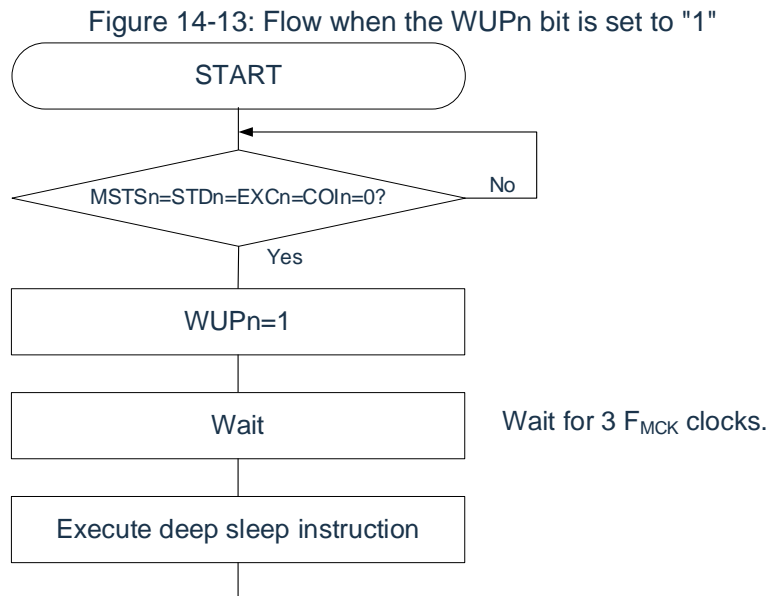 Figure 14-13: Flow when the WUPn bit is set to "1"
START
MSTSn=STDn=EXCn=COIn=0?
No
Yes
WUPn=1
Wait
Wait for 3 FMCK clocks.
Execute deep sleep instruction